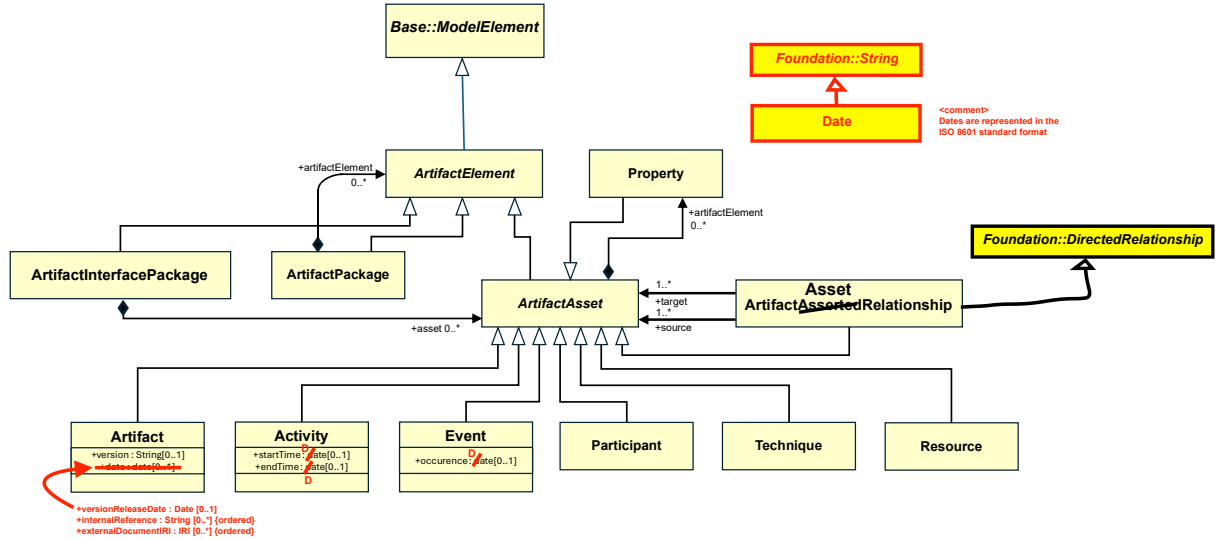 Base::ModelElement
Foundation::String
Date
<comment>
Dates are represented in the
ISO 8601 standard format
+artifactElement
0..*
ArtifactElement
Property
+artifactElement
0..*
Foundation::DirectedRelationship
ArtifactInterfacePackage
ArtifactPackage
ArtifactAsset
1..*
+target
1..*
+source
Asset
ArtifactAssertedRelationship
+asset 0..*
Artifact
+version : String[0..1]
+date : date[0..1]
Activity
D
+startTime : date[0..1]
+endTime : date[0..1]
D
Event
D
+occurence : date[0..1]
Participant
Technique
Resource
+versionReleaseDate : Date [0..1]
+internalReference : String [0..*] {ordered}
+externalDocumentIRI : IRI [0..*] {ordered}